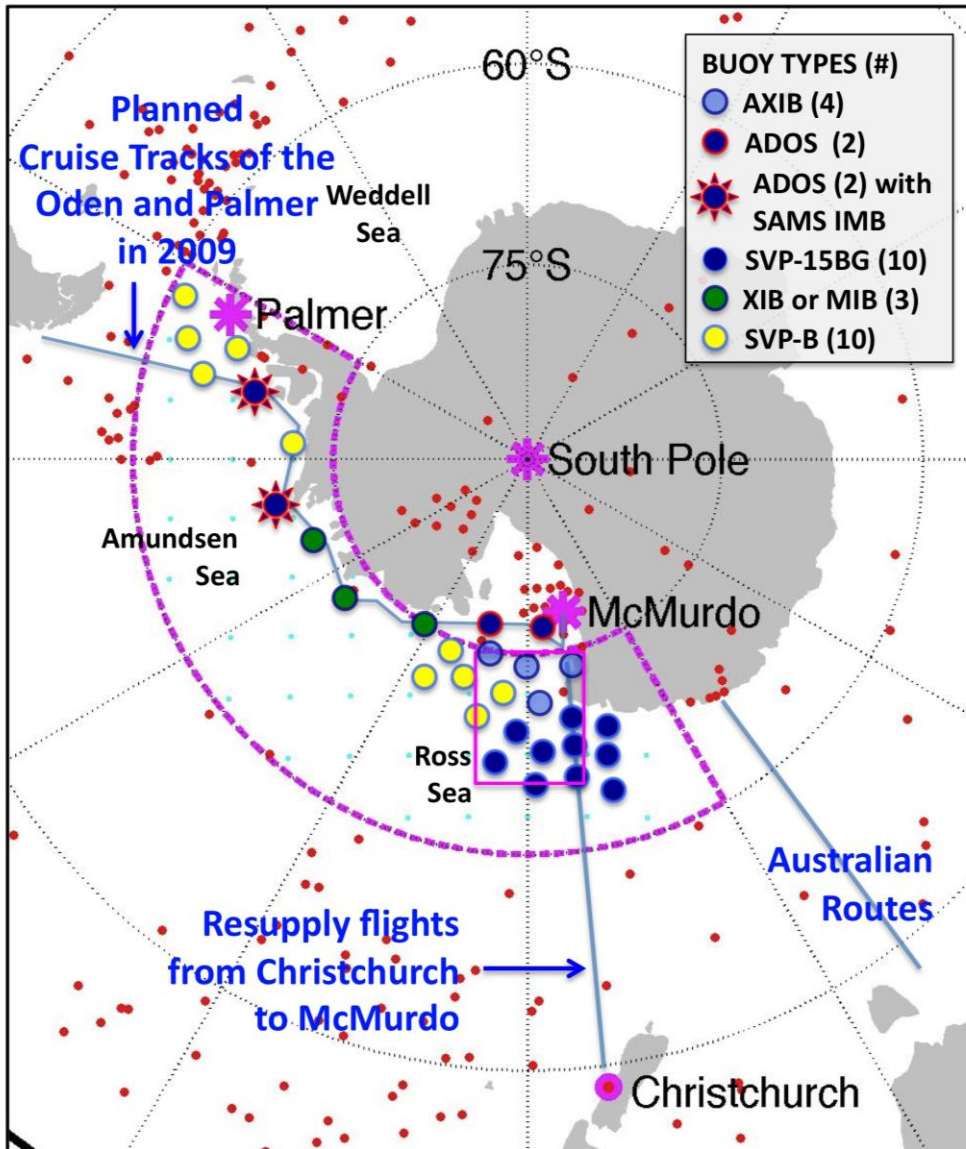 60°S
BUOY TYPES (#)
AXIB (4)
ADOS (2)
ADOS (2) with
SAMS IMB
SVP-15BG (10)
XIB or MIB (3)
SVP-B (10)
Planned
Cruise Tracks of the
Oden and Palmer
in 2009
Weddell
Sea
75°S
Palmer
South Pole
Amundsen
Sea
McMurdo
Ross
Sea
Australian
Routes
Resupply flights
from Christchurch
to McMurdo
Christchurch